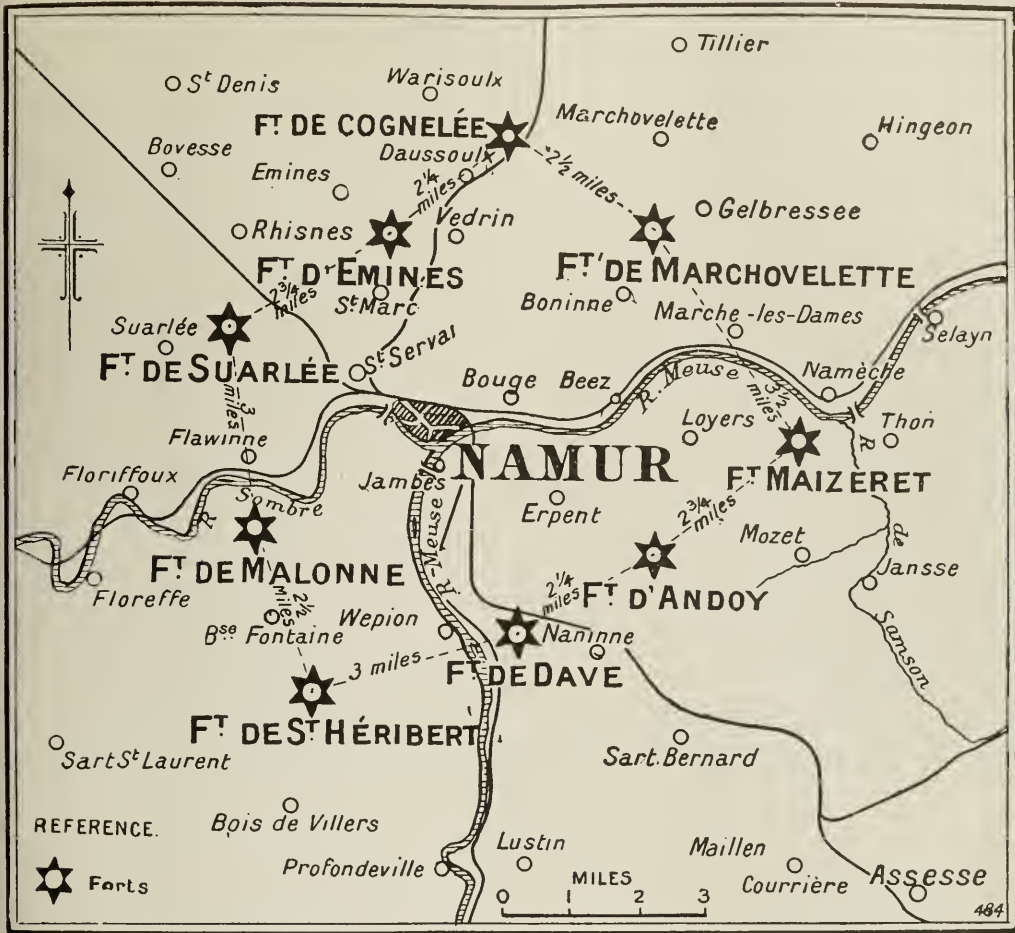 Tillier
St Denis
Warisoulx
FT DE COGNELÉE
Marchovelette
Hingeon
Bovesse
Daussoulx
Emines
2¼ miles
2½ miles
Rhisnes
Vedrin
Gelbressee
FT D'EMINES
FT DE MARCHOVELETTE
2¾ miles
St Marc
Boninne
Marche-les-Dames
Suarlée
Selayn
FT DE SUARLÉE
St Servai
Bouge
Beez
R. Meuse
3½ miles
Namèche
3 miles
Flawinne
Loyers
R
Thon
NAMUR
Floriffoux
Jambes
FT MAIZERET
R
Sombre
Erpent
2¾ miles
Mozet
de
FT DE MALONNE
R-Meuse
Jansse
Floreffe
2¼ miles
FT D'ANDOY
2½ Miles
Bse Fontaine
Wepion
Naninne
Samson
3 miles
FT DE DAVE
FT DE ST HÉRIBERT
Sart St Laurent
Sart.Bernard
REFERENCE.
Bois de Villers
Forts
Profondeville
Lustin
Maillen
Courrière
Assesse
MILES
0 1 2 3
484